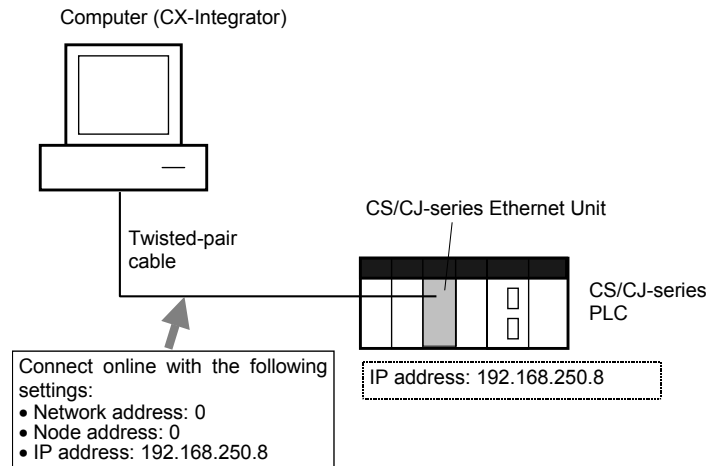 Computer (CX-Integrator)
CS/CJ-series Ethernet Unit
Twisted-pair
cable
CS/CJ-series
PLC
Connect online with the following
settings:
• Network address: 0
• Node address: 0
• IP address: 192.168.250.8
IP address: 192.168.250.8